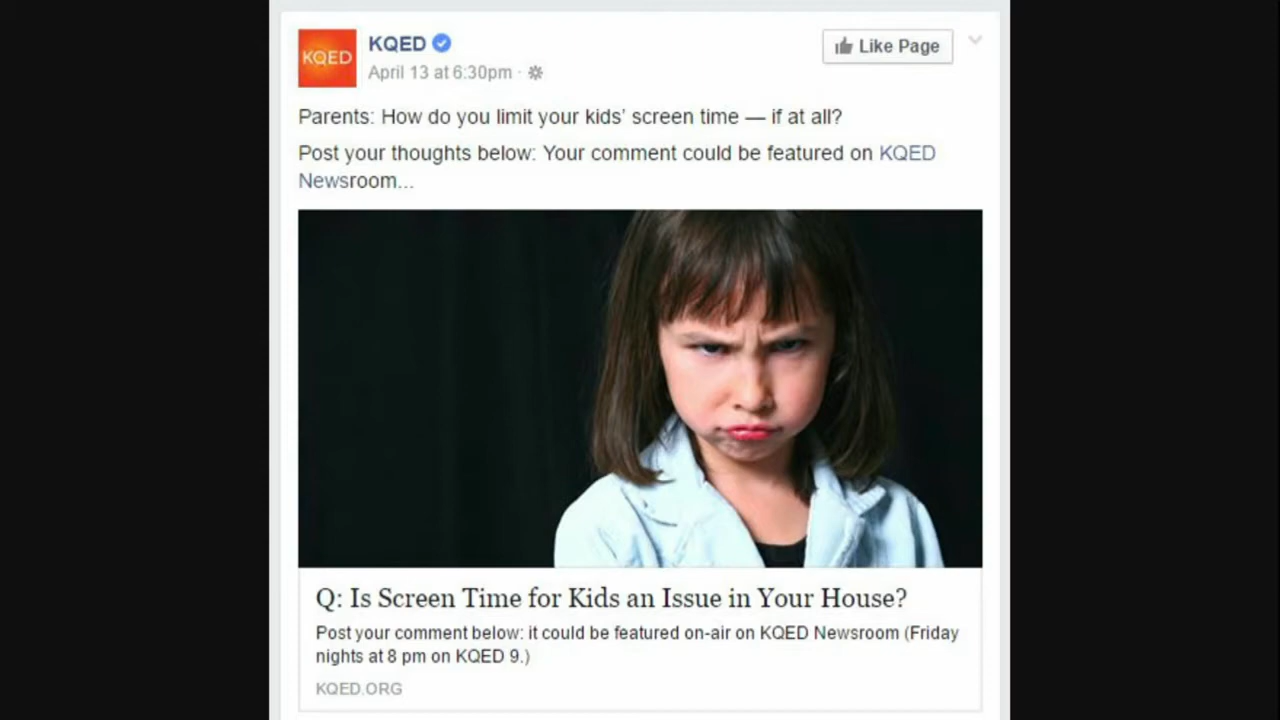 KQED
KQED
Like Page
April 13 at 6:30pm ·
Parents: How do you limit your kids’ screen time — if at all?
Post your thoughts below: Your comment could be featured on KQED
Newsroom...
Q: Is Screen Time for Kids an Issue in Your House?
Post your comment below: it could be featured on-air on KQED Newsroom (Friday
nights at 8 pm on KQED 9.)
KQED.ORG